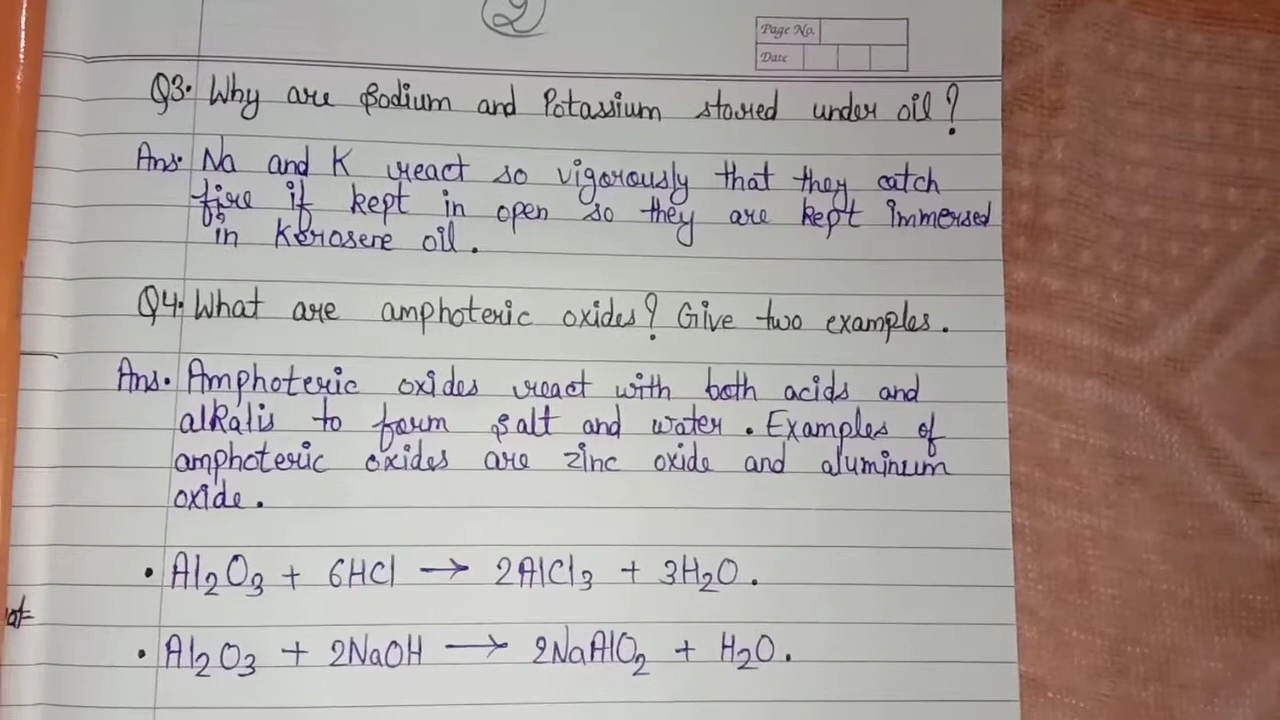 2
Page No.
Date
Q3. Why are Sodium and Potassium stored under oil?
Ans. Na and K react so vigorously that they catch
fire if kept in open so they are kept immersed
in Kerosene oil.
Q4. What are amphoteric oxides? Give two examples.
Ans. Amphoteric oxides react with both acids and
alkalis to form salt and water. Examples of
amphoteric oxides are zinc oxide and aluminium
oxide.
• Al₂O₃ + 6HCl → 2AlCl₃ + 3H₂O.
• Al₂O₃ + 2NaOH → 2NaAlO₂ + H₂O.